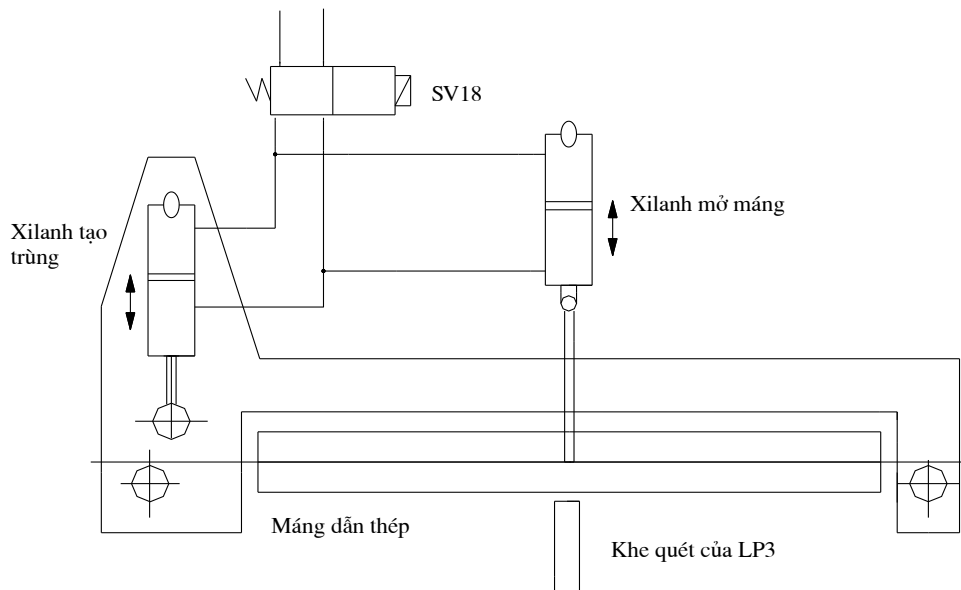 SV18
Xilanh tạo
trùng
Xilanh mở máng
Máng dẫn thép
Khe quét của LP3